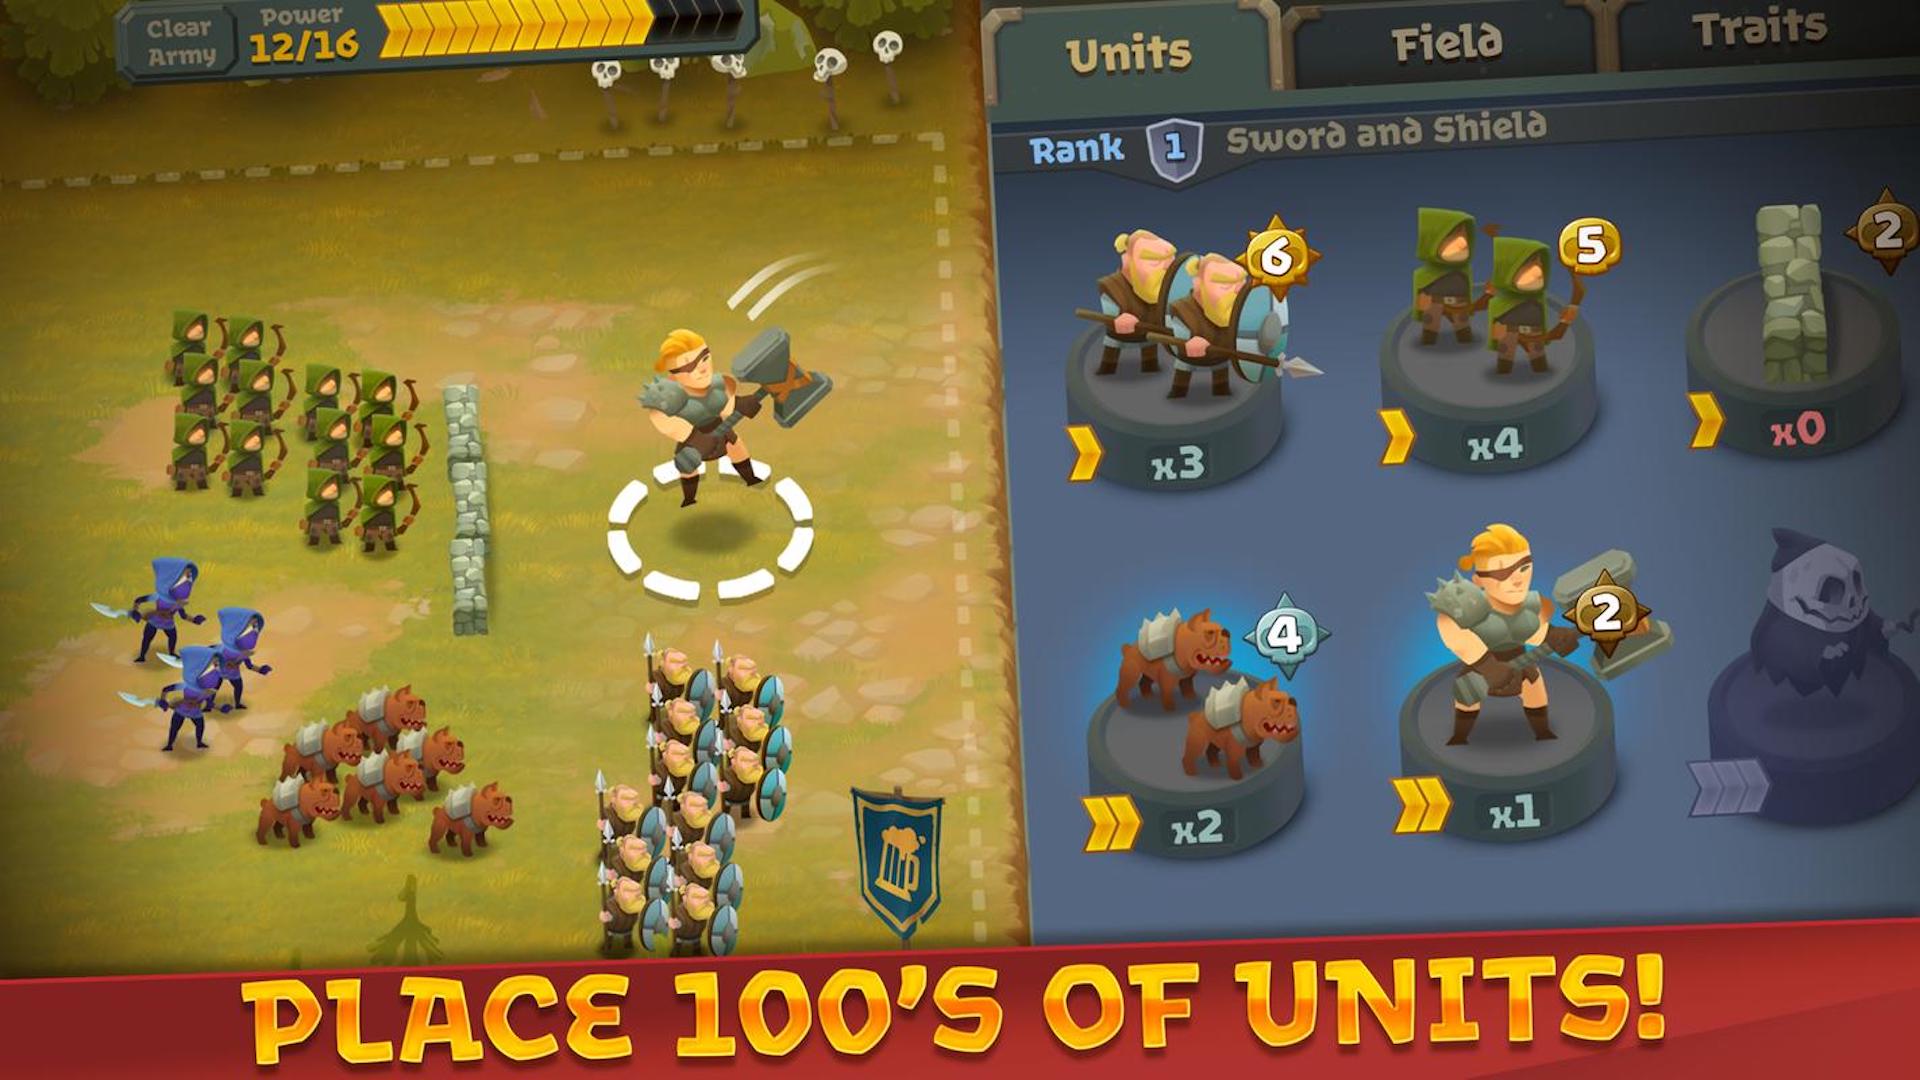 Clear
Army
Power
12/16
Units
Field
Traits
Rank 1 Sword and Shield
6
x3
5
x4
2
x0
4
x2
2
x1
PLACE 100'S OF UNITS!